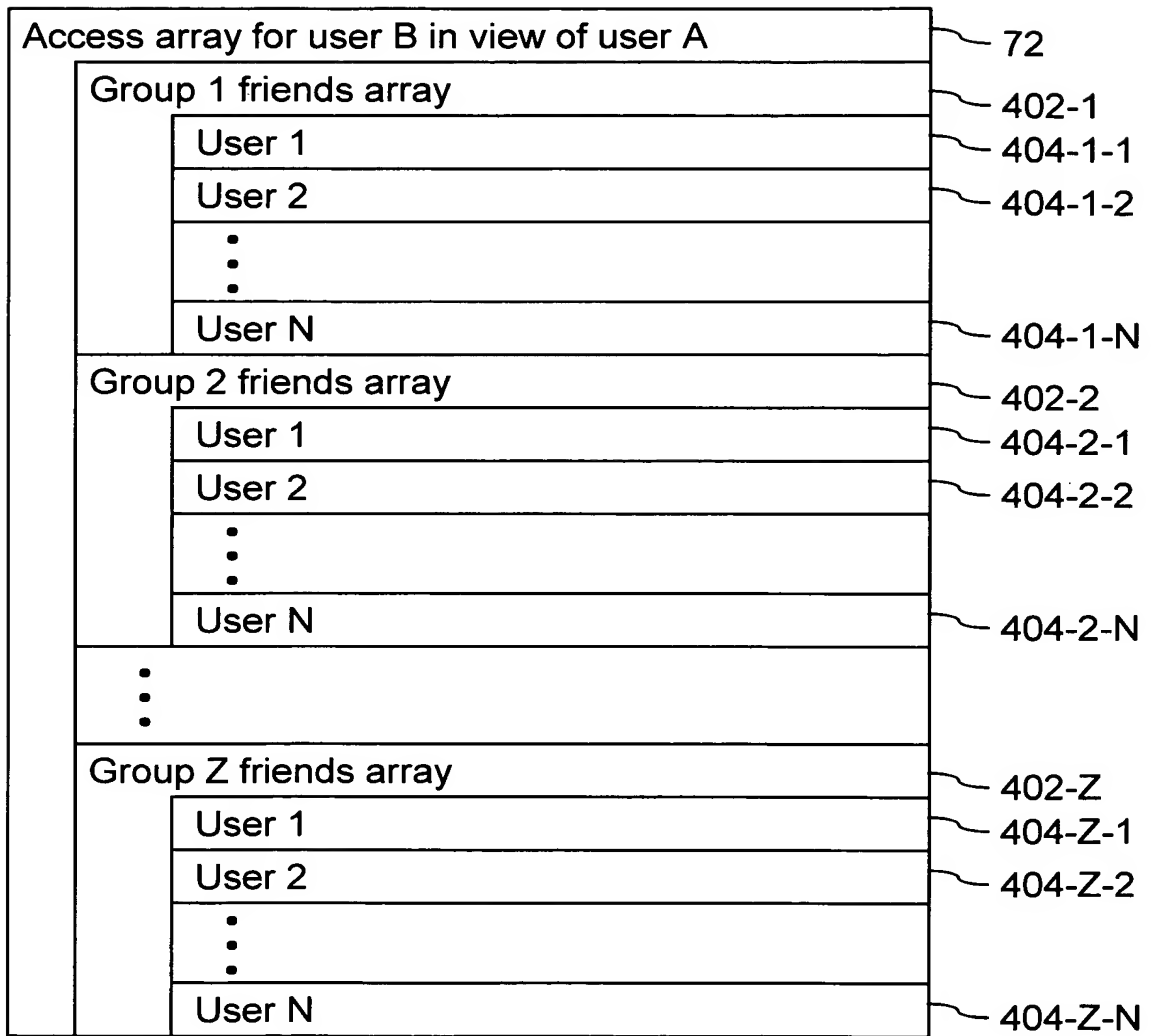 Access array for user B in view of user A 72
Group 1 friends array 402-1
User 1 404-1-1
User 2 404-1-2
User N 404-1-N
Group 2 friends array 402-2
User 1 404-2-1
User 2 404-2-2
User N 404-2-N
Group Z friends array 402-Z
User 1 404-Z-1
User 2 404-Z-2
User N 404-Z-N